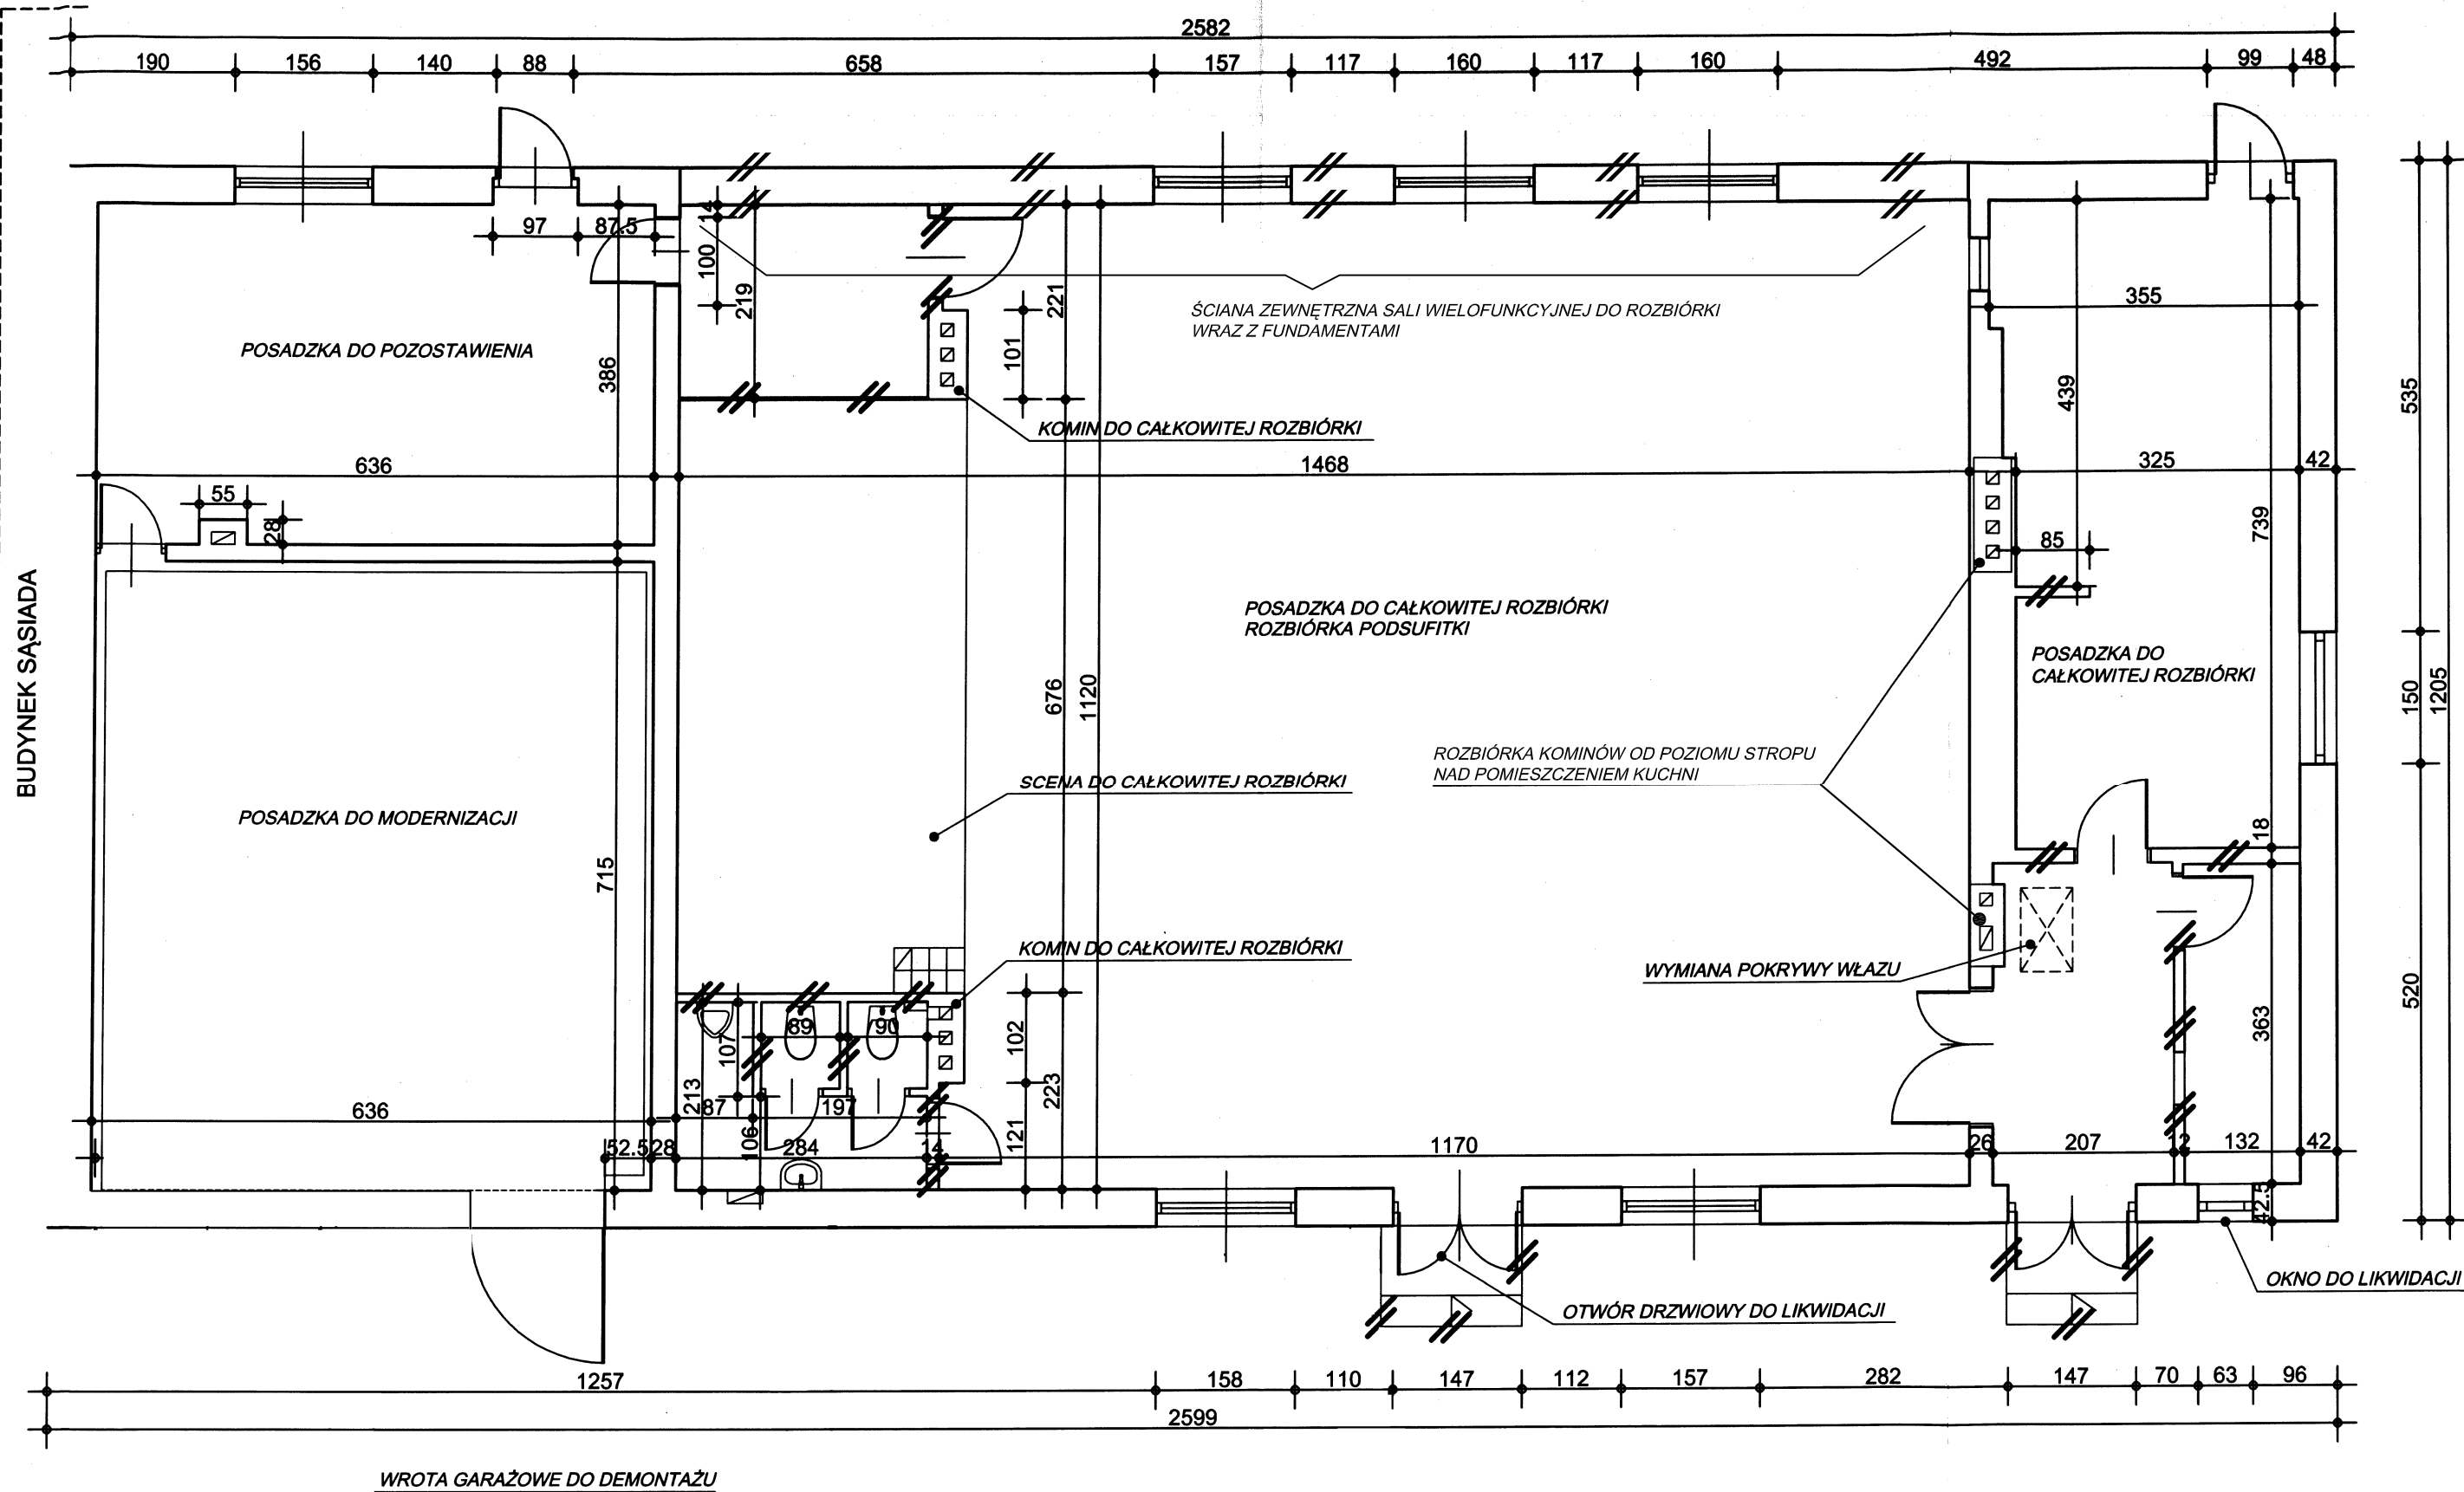 2582
190 156 140 88 658 157 117 160 117 160 492 99 48
97 87.5
14
100
219
221
101
386
355
439
535
ŚCIANA ZEWNĘTRZNA SALI WIELOFUNKCYJNEJ DO ROZBIÓRKI
WRAZ Z FUNDAMENTAMI
POSADZKA DO POZOSTAWIENIA
KOMIN DO CAŁKOWITEJ ROZBIÓRKI
636 1468 325 42
55
28
739
85
BUDYNEK SĄSIADA
POSADZKA DO CAŁKOWITEJ ROZBIÓRKI
ROZBIÓRKA PODSUFITKI
POSADZKA DO
CAŁKOWITEJ ROZBIÓRKI
676
1120
150
1205
ROZBIÓRKA KOMINÓW OD POZIOMU STROPU
NAD POMIESZCZENIEM KUCHNI
SCENA DO CAŁKOWITEJ ROZBIÓRKI
POSADZKA DO MODERNIZACJI
715
18
KOMIN DO CAŁKOWITEJ ROZBIÓRKI
WYMIANA POKRYWY WŁAZU
520
89 90
107
102
363
213
223
636
87 197
106
121
52.5 28 284 14 1170 26 207 12 132 42
42.5
OKNO DO LIKWIDACJI
OTWÓR DRZWIOWY DO LIKWIDACJI
1257 158 110 147 112 157 282 147 70 63 96
2599
WROTA GARAŻOWE DO DEMONTAŻU